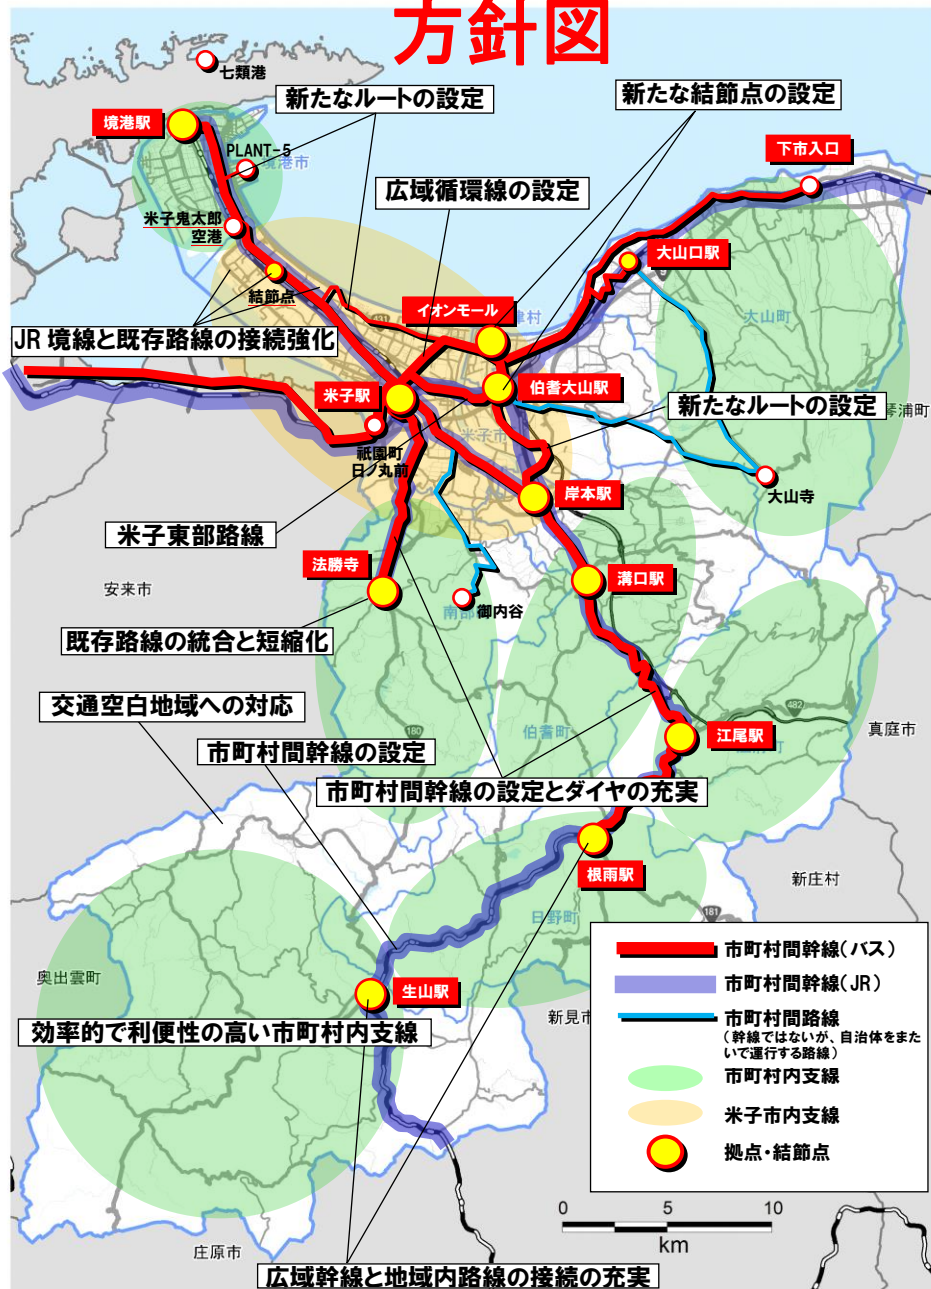 方針図
七類港
新たなルートの設定
新たな結節点の設定
境港駅
PLANT-5
境港市
下市入口
広域循環線の設定
米子鬼太郎
空港
大山口駅
結節点
イオンモール
津村
大山町
431
JR境線と既存路線の接続強化
米子駅
伯耆大山駅
新たなルートの設定
琴浦町
米子市
祇園町
日ノ丸前
大山寺
岸本駅
米子東部路線
法勝寺
溝口駅
安来市
南部
御内谷
既存路線の統合と短縮化
交通空白地域への対応
482
180
伯耆町
江尾駅
真庭市
市町村間幹線の設定
市町村間幹線の設定とダイヤの充実
根雨駅
新庄村
日野町
181
市町村間幹線(バス)
奥出雲町
市町村間幹線(JR)
生山駅
新見市
市町村間路線
(幹線ではないが、自治体をまた
いで運行する路線)
効率的で利便性の高い市町村内支線
市町村内支線
米子市内支線
拠点・結節点
0 5 10
km
庄原市
広域幹線と地域内路線の接続の充実